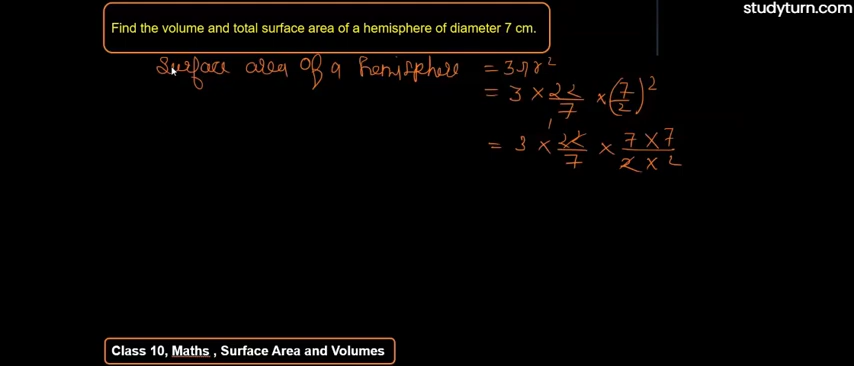 studyturn.com
Find the volume and total surface area of a hemisphere of diameter 7 cm.
Surface area of a hemisphere = 3πr²
= 3 × 22/7 × (7/2)²
1
= 3 × 22/7 × 7 × 7/2 × 2
Class 10, Maths , Surface Area and Volumes